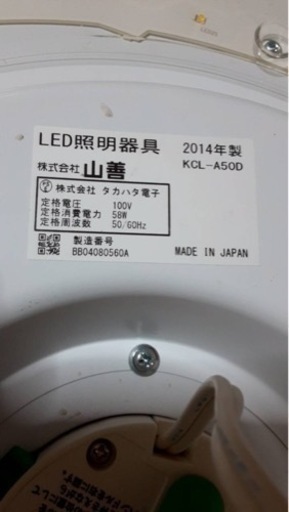 LED照明器具 2014年製
株式会社 山善 KCL-A50D
株式会社 タカハタ電子
定格電圧 100V
定格消費電力 58W
定格周波数 50/60Hz
製造番号
BB04080560A MADE IN JAPAN